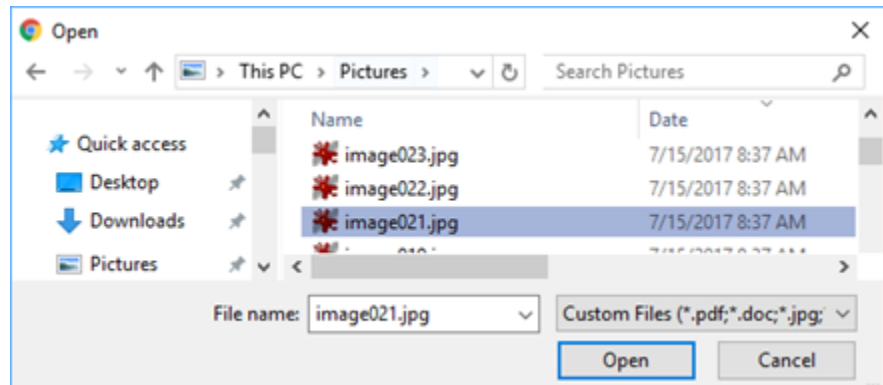 Open
This PC > Pictures >
Search Pictures
Name Date
Quick access
image023.jpg 7/15/2017 8:37 AM
Desktop
image022.jpg 7/15/2017 8:37 AM
Downloads
image021.jpg 7/15/2017 8:37 AM
Pictures
File name: image021.jpg
Custom Files (*.pdf;*.doc;*.jpg;
Open Cancel